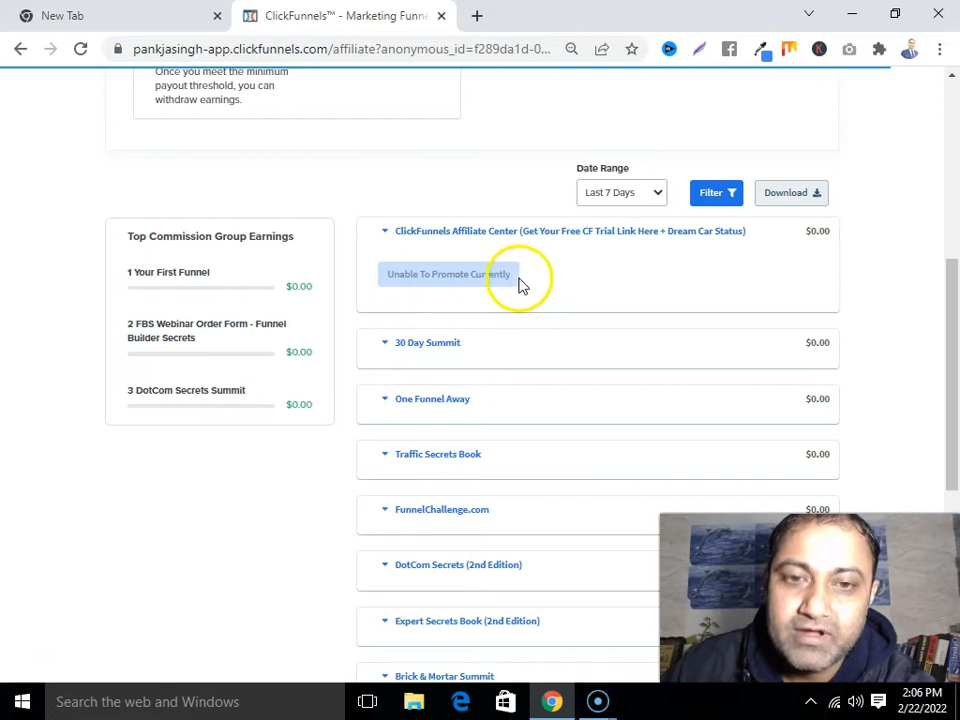 New Tab
ClickFunnels™ - Marketing Funne
pankjasingh-app.clickfunnels.com/affiliate?anonymous_id=f289da1d-0...
Once you meet the minimum
payout threshold, you can
withdraw earnings.
Date Range
Last 7 Days
Filter
Download
Top Commission Group Earnings
1 Your First Funnel
$0.00
2 FBS Webinar Order Form - Funnel
Builder Secrets
$0.00
3 DotCom Secrets Summit
$0.00
ClickFunnels Affiliate Center (Get Your Free CF Trial Link Here + Dream Car Status)
$0.00
Unable To Promote Currently
30 Day Summit
$0.00
One Funnel Away
$0.00
Traffic Secrets Book
$0.00
FunnelChallenge.com
$0.00
DotCom Secrets (2nd Edition)
Expert Secrets Book (2nd Edition)
Brick & Mortar Summit
Search the web and Windows
2:06 PM
2/22/2022